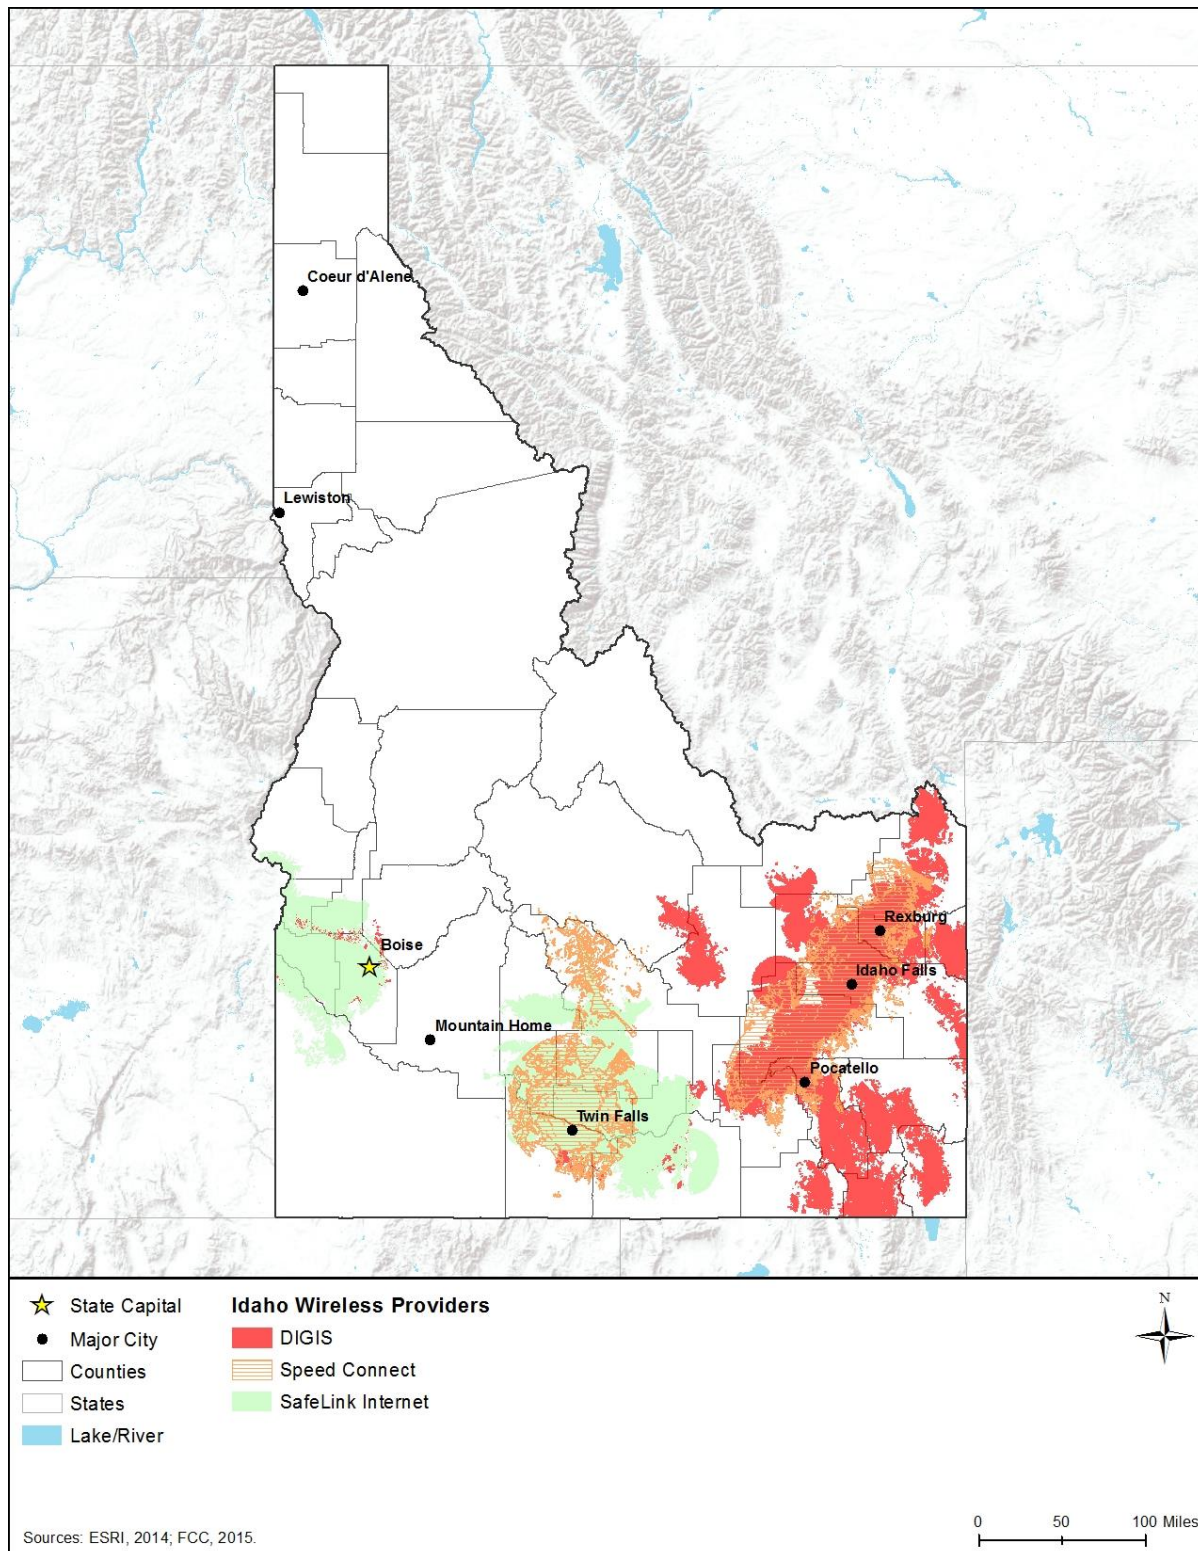 Coeur d'Alene
Lewiston
Rexburg
Boise
Idaho Falls
Mountain Home
Pocatello
Twin Falls
State Capital
Major City
Counties
States
Lake/River
Idaho Wireless Providers
DIGIS
Speed Connect
SafeLink Internet
N
Sources: ESRI, 2014; FCC, 2015.
0 50 100 Miles